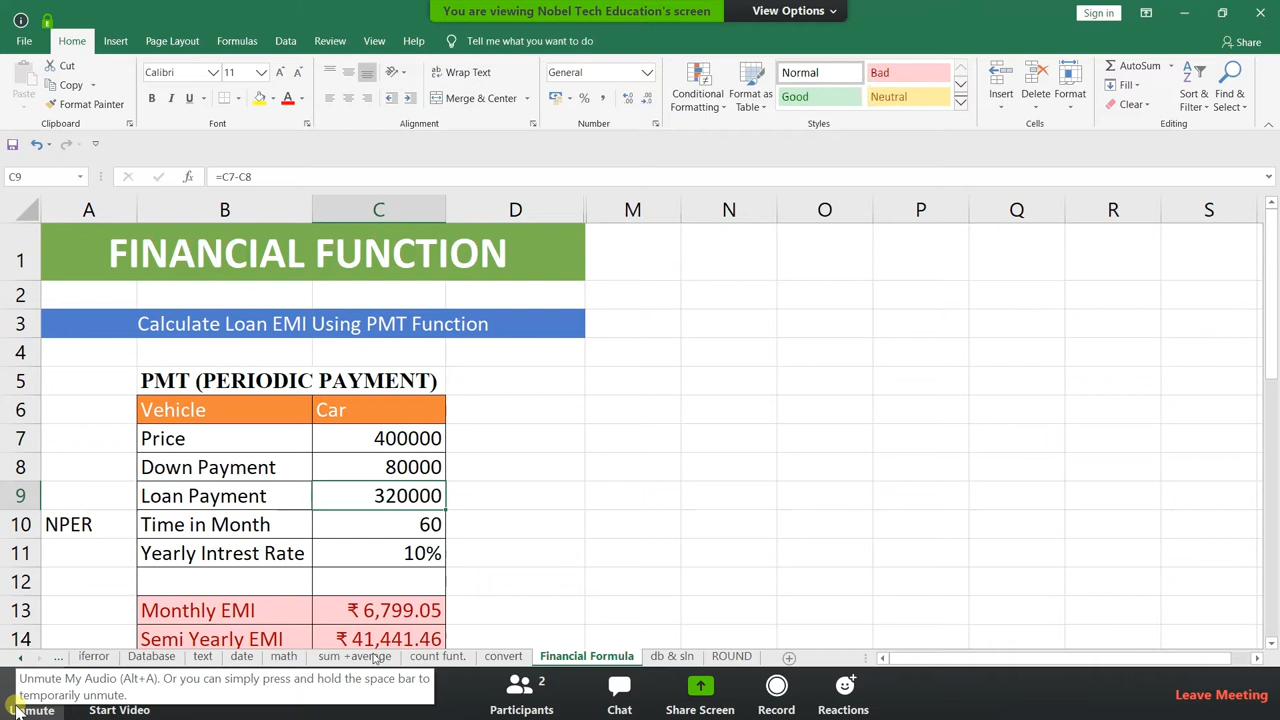 You are viewing Nobel Tech Education's screen
View Options
Sign in
File
Home
Insert
Page Layout
Formulas
Data
Review
View
Help
Tell me what you want to do
Share
Paste
Cut
Copy
Format Painter
Clipboard
Calibri
11
B I U
Font
Wrap Text
Merge & Center
Alignment
General
Number
Conditional Formatting
Format as Table
Normal
Bad
Good
Neutral
Styles
Insert
Delete
Format
Cells
AutoSum
Fill
Clear
Sort & Filter
Find & Select
Editing
C9
=C7-C8
A B C D M N O P Q R S
1 FINANCIAL FUNCTION
2
3 Calculate Loan EMI Using PMT Function
4
5 PMT (PERIODIC PAYMENT)
6 Vehicle Car
7 Price 400000
8 Down Payment 80000
9 Loan Payment 320000
10 NPER Time in Month 60
11 Yearly Intrest Rate 10%
12
13 Monthly EMI ₹ 6,799.05
14 Semi Yearly EMI ₹ 41,441.46
... iferror Database text date math sum +average count funt. convert Financial Formula db & sln ROUND
Unmute My Audio (Alt+A). Or you can simply press and hold the space bar to
temporarily unmute.
Unmute
Start Video
Participants
2
Chat
Share Screen
Record
Reactions
Leave Meeting